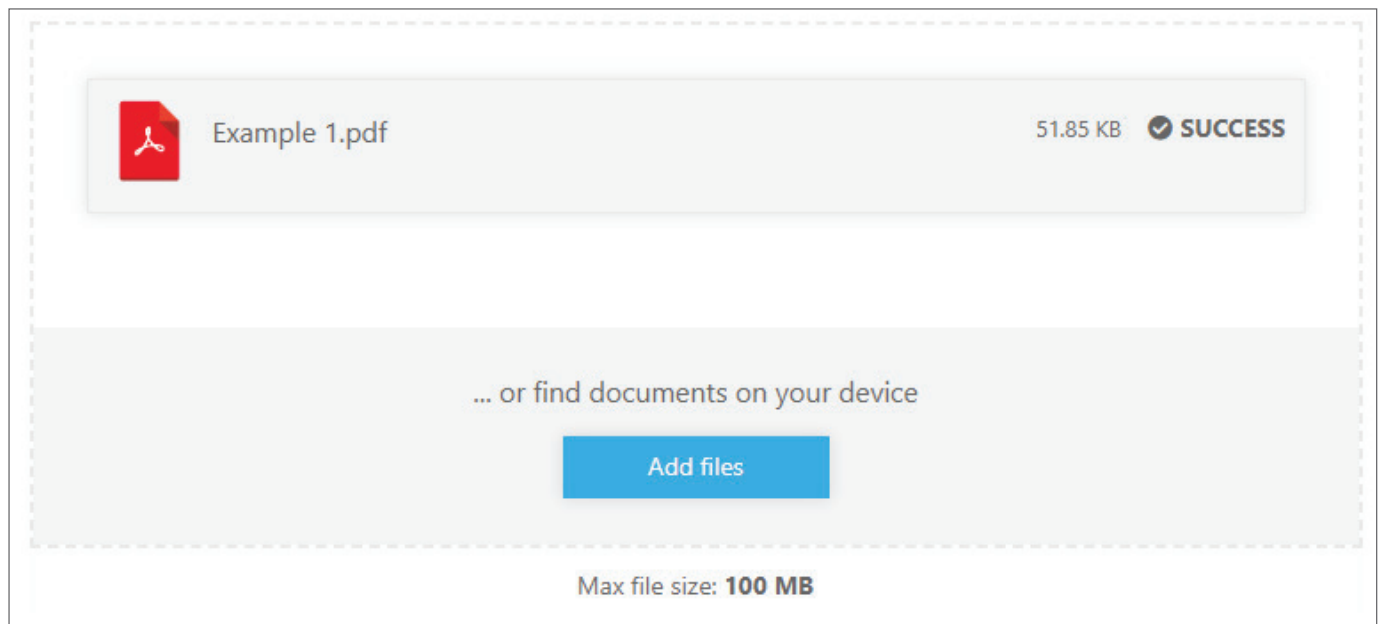 Example 1.pdf 51.85 KB SUCCESS
... or find documents on your device
Add files
Max file size: 100 MB